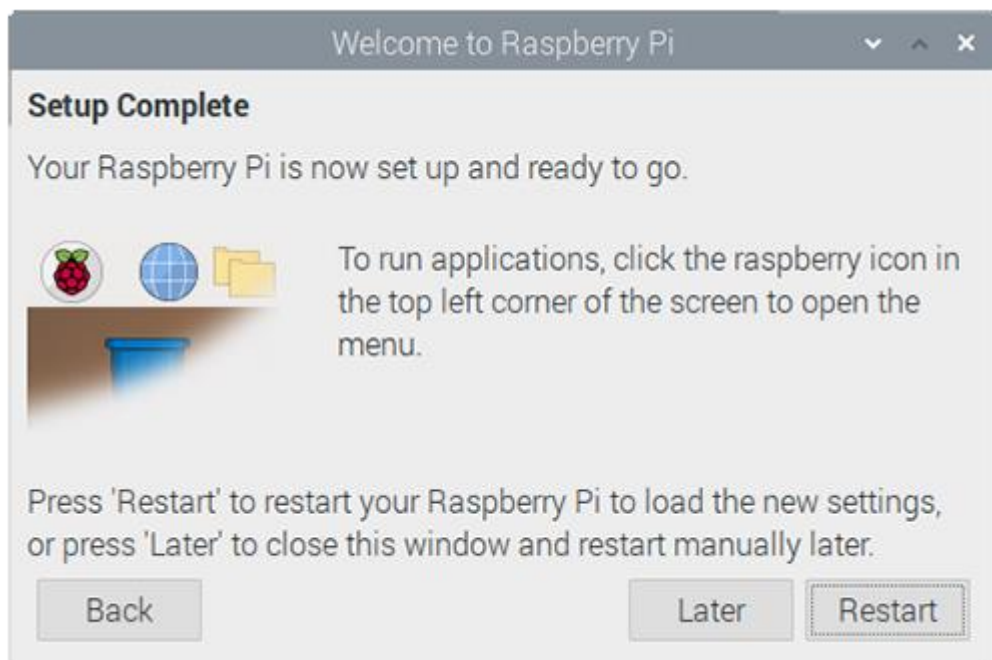 Welcome to Raspberry Pi
Setup Complete
Your Raspberry Pi is now set up and ready to go.
To run applications, click the raspberry icon in
the top left corner of the screen to open the
menu.
Press 'Restart' to restart your Raspberry Pi to load the new settings,
or press 'Later' to close this window and restart manually later.
Back
Later
Restart